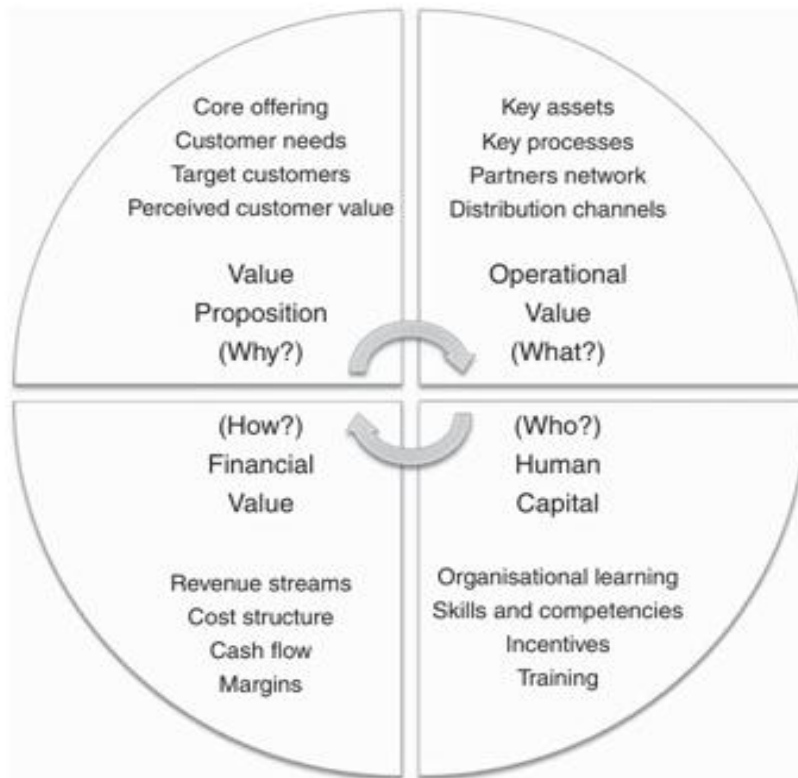 Core offering
Customer needs
Target customers
Perceived customer value
Value
Proposition
(Why?)
Key assets
Key processes
Partners network
Distribution channels
Operational
Value
(What?)
(How?)
Financial
Value
Revenue streams
Cost structure
Cash flow
Margins
(Who?)
Human
Capital
Organisational learning
Skills and competencies
Incentives
Training